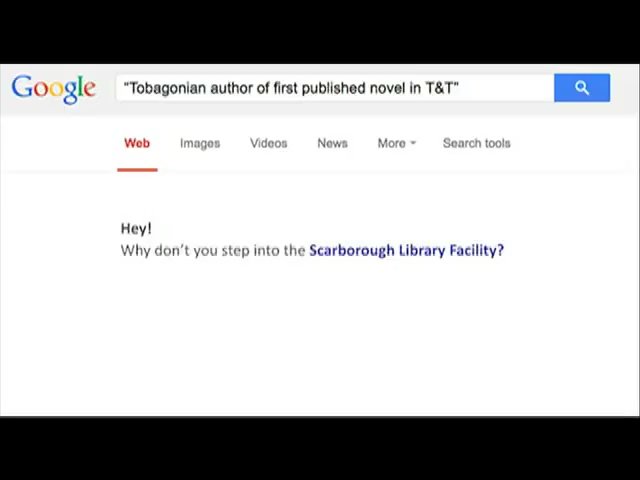 Google "Tobagonian author of first published novel in T&T"
Web Images Videos News More Search tools
Hey!
Why don't you step into the Scarborough Library Facility?